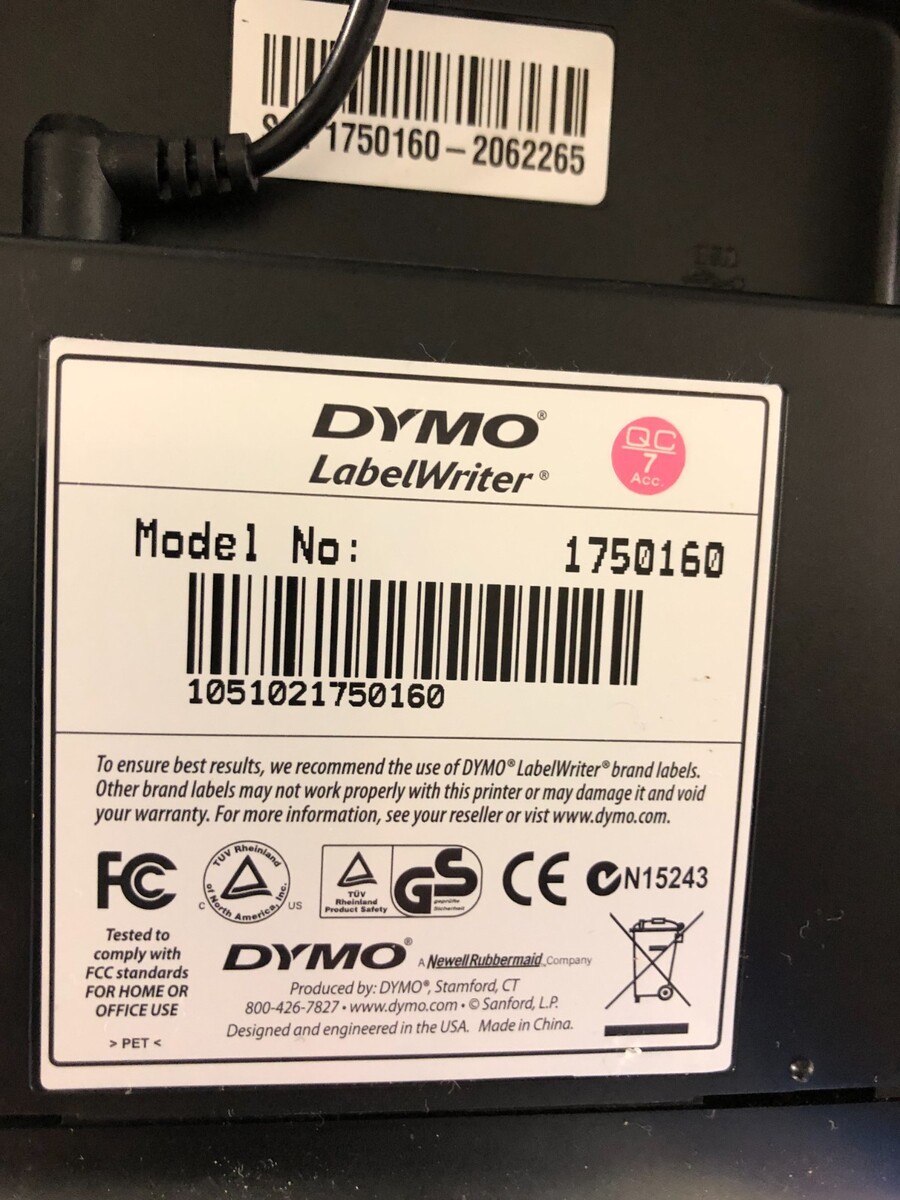 1750160 – 2062265
DYMO®
LabelWriter®
QC
7
Acc.
Model No: 1750160
1051021750160
To ensure best results, we recommend the use of DYMO® LabelWriter® brand labels.
Other brand labels may not work properly with this printer or may damage it and void
your warranty. For more information, see your reseller or vist www.dymo.com.
FC
TÜV Rheinland
of North America, Inc.
C US
TÜV
Rheinland
Product Safety
GS
geprüfte
Sicherheit
CE
N15243
Tested to
comply with
FCC standards
FOR HOME OR
OFFICE USE
> PET <
DYMO®
A Newell Rubbermaid Company
Produced by: DYMO®, Stamford, CT
800-426-7827 • www.dymo.com • © Sanford, L.P.
Designed and engineered in the USA. Made in China.